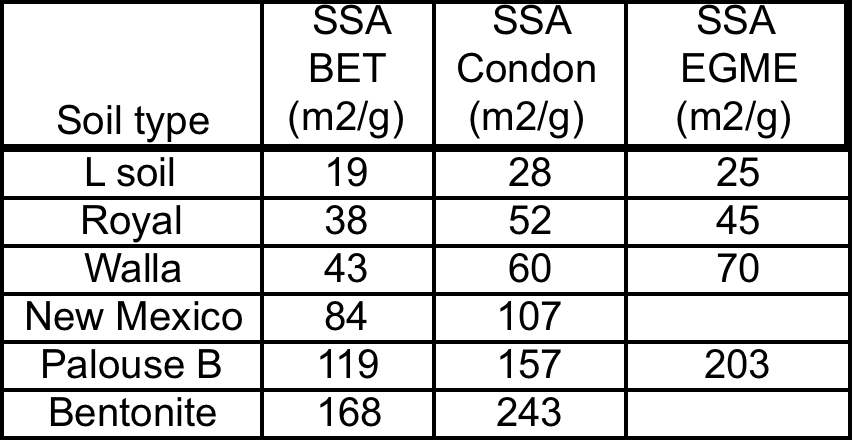 Soil type SSA BET (m2/g) SSA Condon (m2/g) SSA EGME (m2/g)
L soil 19 28 25
Royal 38 52 45
Walla 43 60 70
New Mexico 84 107
Palouse B 119 157 203
Bentonite 168 243